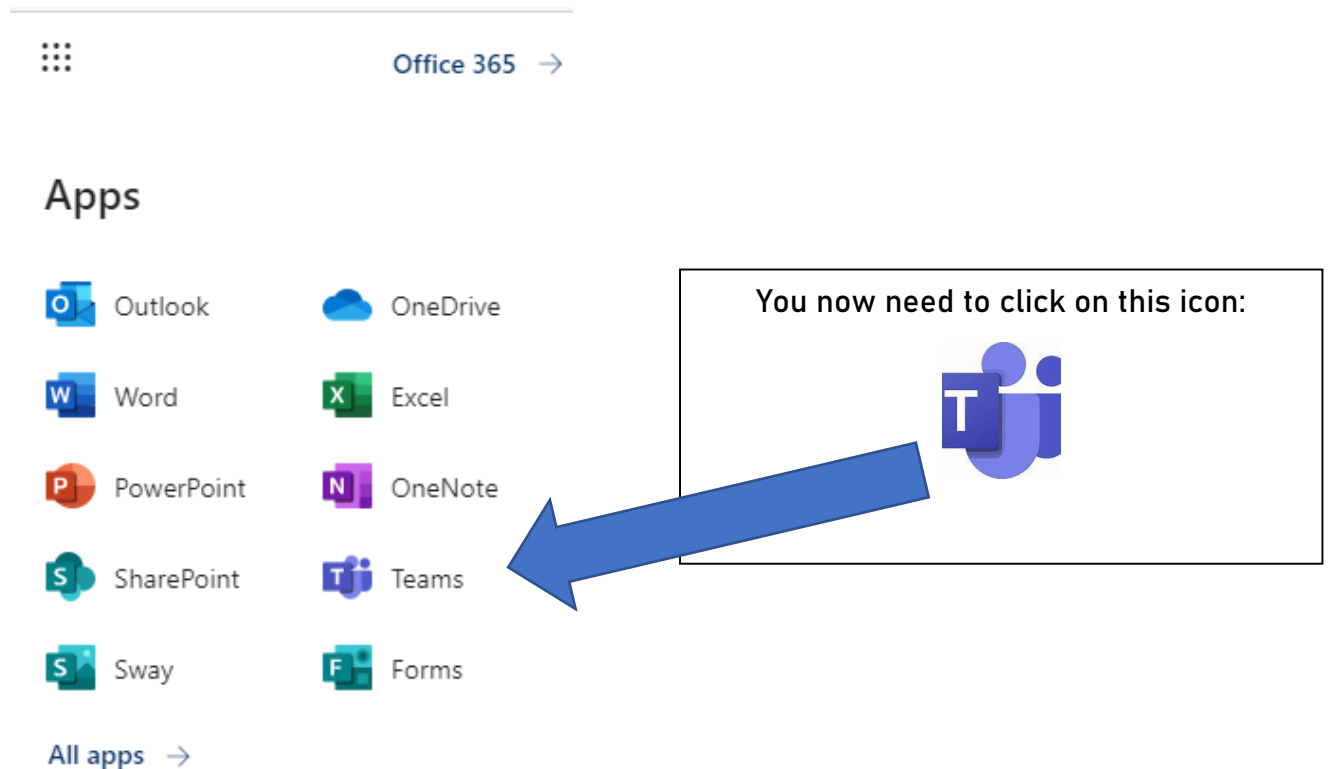 Office 365 →
Apps
Outlook
OneDrive
Word
Excel
PowerPoint
OneNote
SharePoint
Teams
Sway
Forms
All apps →
You now need to click on this icon: